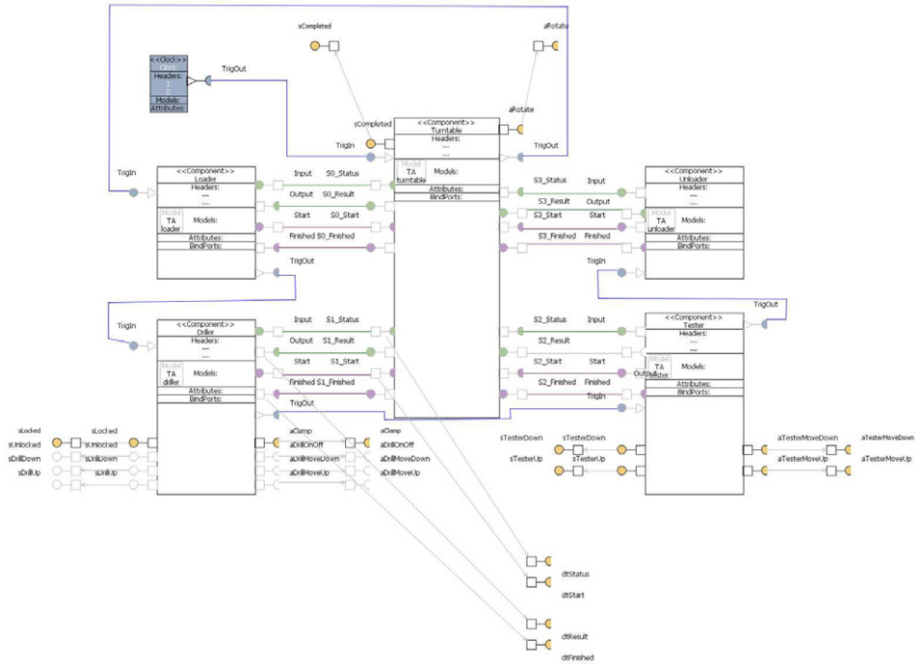 sCompleted
aRotate
<<Clock>>
Clock
Headers:
Models:
Attributes:
TrigOut
sCompleted
aRotate
<<Component>>
Turntable
Headers:
---
---
Model
TA
turntable
Models:
Attributes:
BindPorts:
TrigIn
TrigOut
TrigIn
<<Component>>
Loader
Headers:
---
---
Model
TA
loader
Models:
Attributes:
BindPorts:
Input S0_Status
Output S0_Result
Start S0_Start
Finished S0_Finished
TrigOut
S3_Status Input
S3_Result Output
S3_Start Start
S3_Finished Finished
TrigIn
<<Component>>
Unloader
Headers:
---
---
Model
TA
unloader
Models:
Attributes:
BindPorts:
TrigIn
<<Component>>
Driller
Headers:
---
---
Model
TA
driller
Models:
Attributes:
BindPorts:
Input S1_Status
Output S1_Result
Start S1_Start
Finished S1_Finished
TrigOut
S2_Status Input
S2_Result
S2_Start Start
Output
S2_Finished Finished
TrigIn
<<Component>>
Tester
Headers:
---
---
Model
TA
tester
Models:
Attributes:
BindPorts:
TrigOut
sLocked sLocked
sUnlocked sUnlocked
sDrillDown sDrillDown
sDrillUp sDrillUp
aClamp aClamp
aDrillOnOff aDrillOnOff
aDrillMoveDown aDrillMoveDown
aDrillMoveUp aDrillMoveUp
sTesterDown sTesterDown
sTesterUp sTesterUp
aTesterMoveDown aTesterMoveDown
aTesterMoveUp aTesterMoveUp
dtStatus
dtStart
dtResult
dtFinished